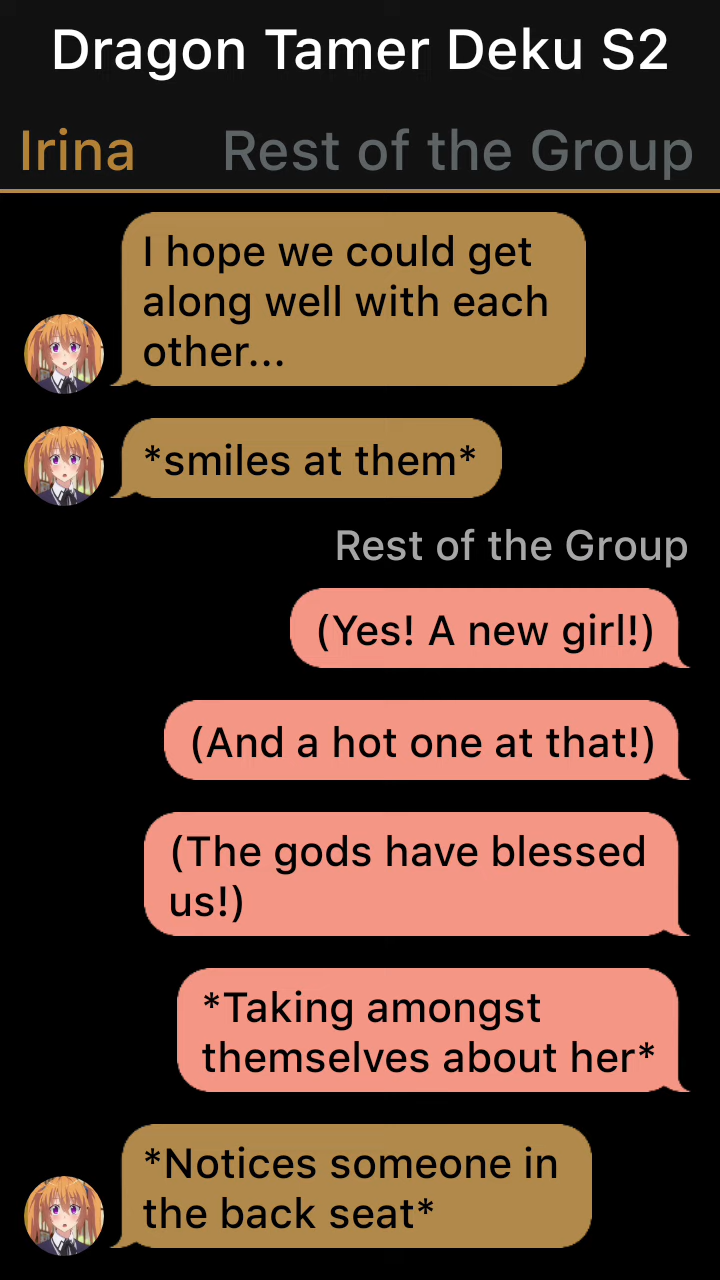 Dragon Tamer Deku S2
Irina
Rest of the Group
I hope we could get
along well with each
other...
*smiles at them*
Rest of the Group
(Yes! A new girl!)
(And a hot one at that!)
(The gods have blessed
us!)
*Taking amongst
themselves about her*
*Notices someone in
the back seat*